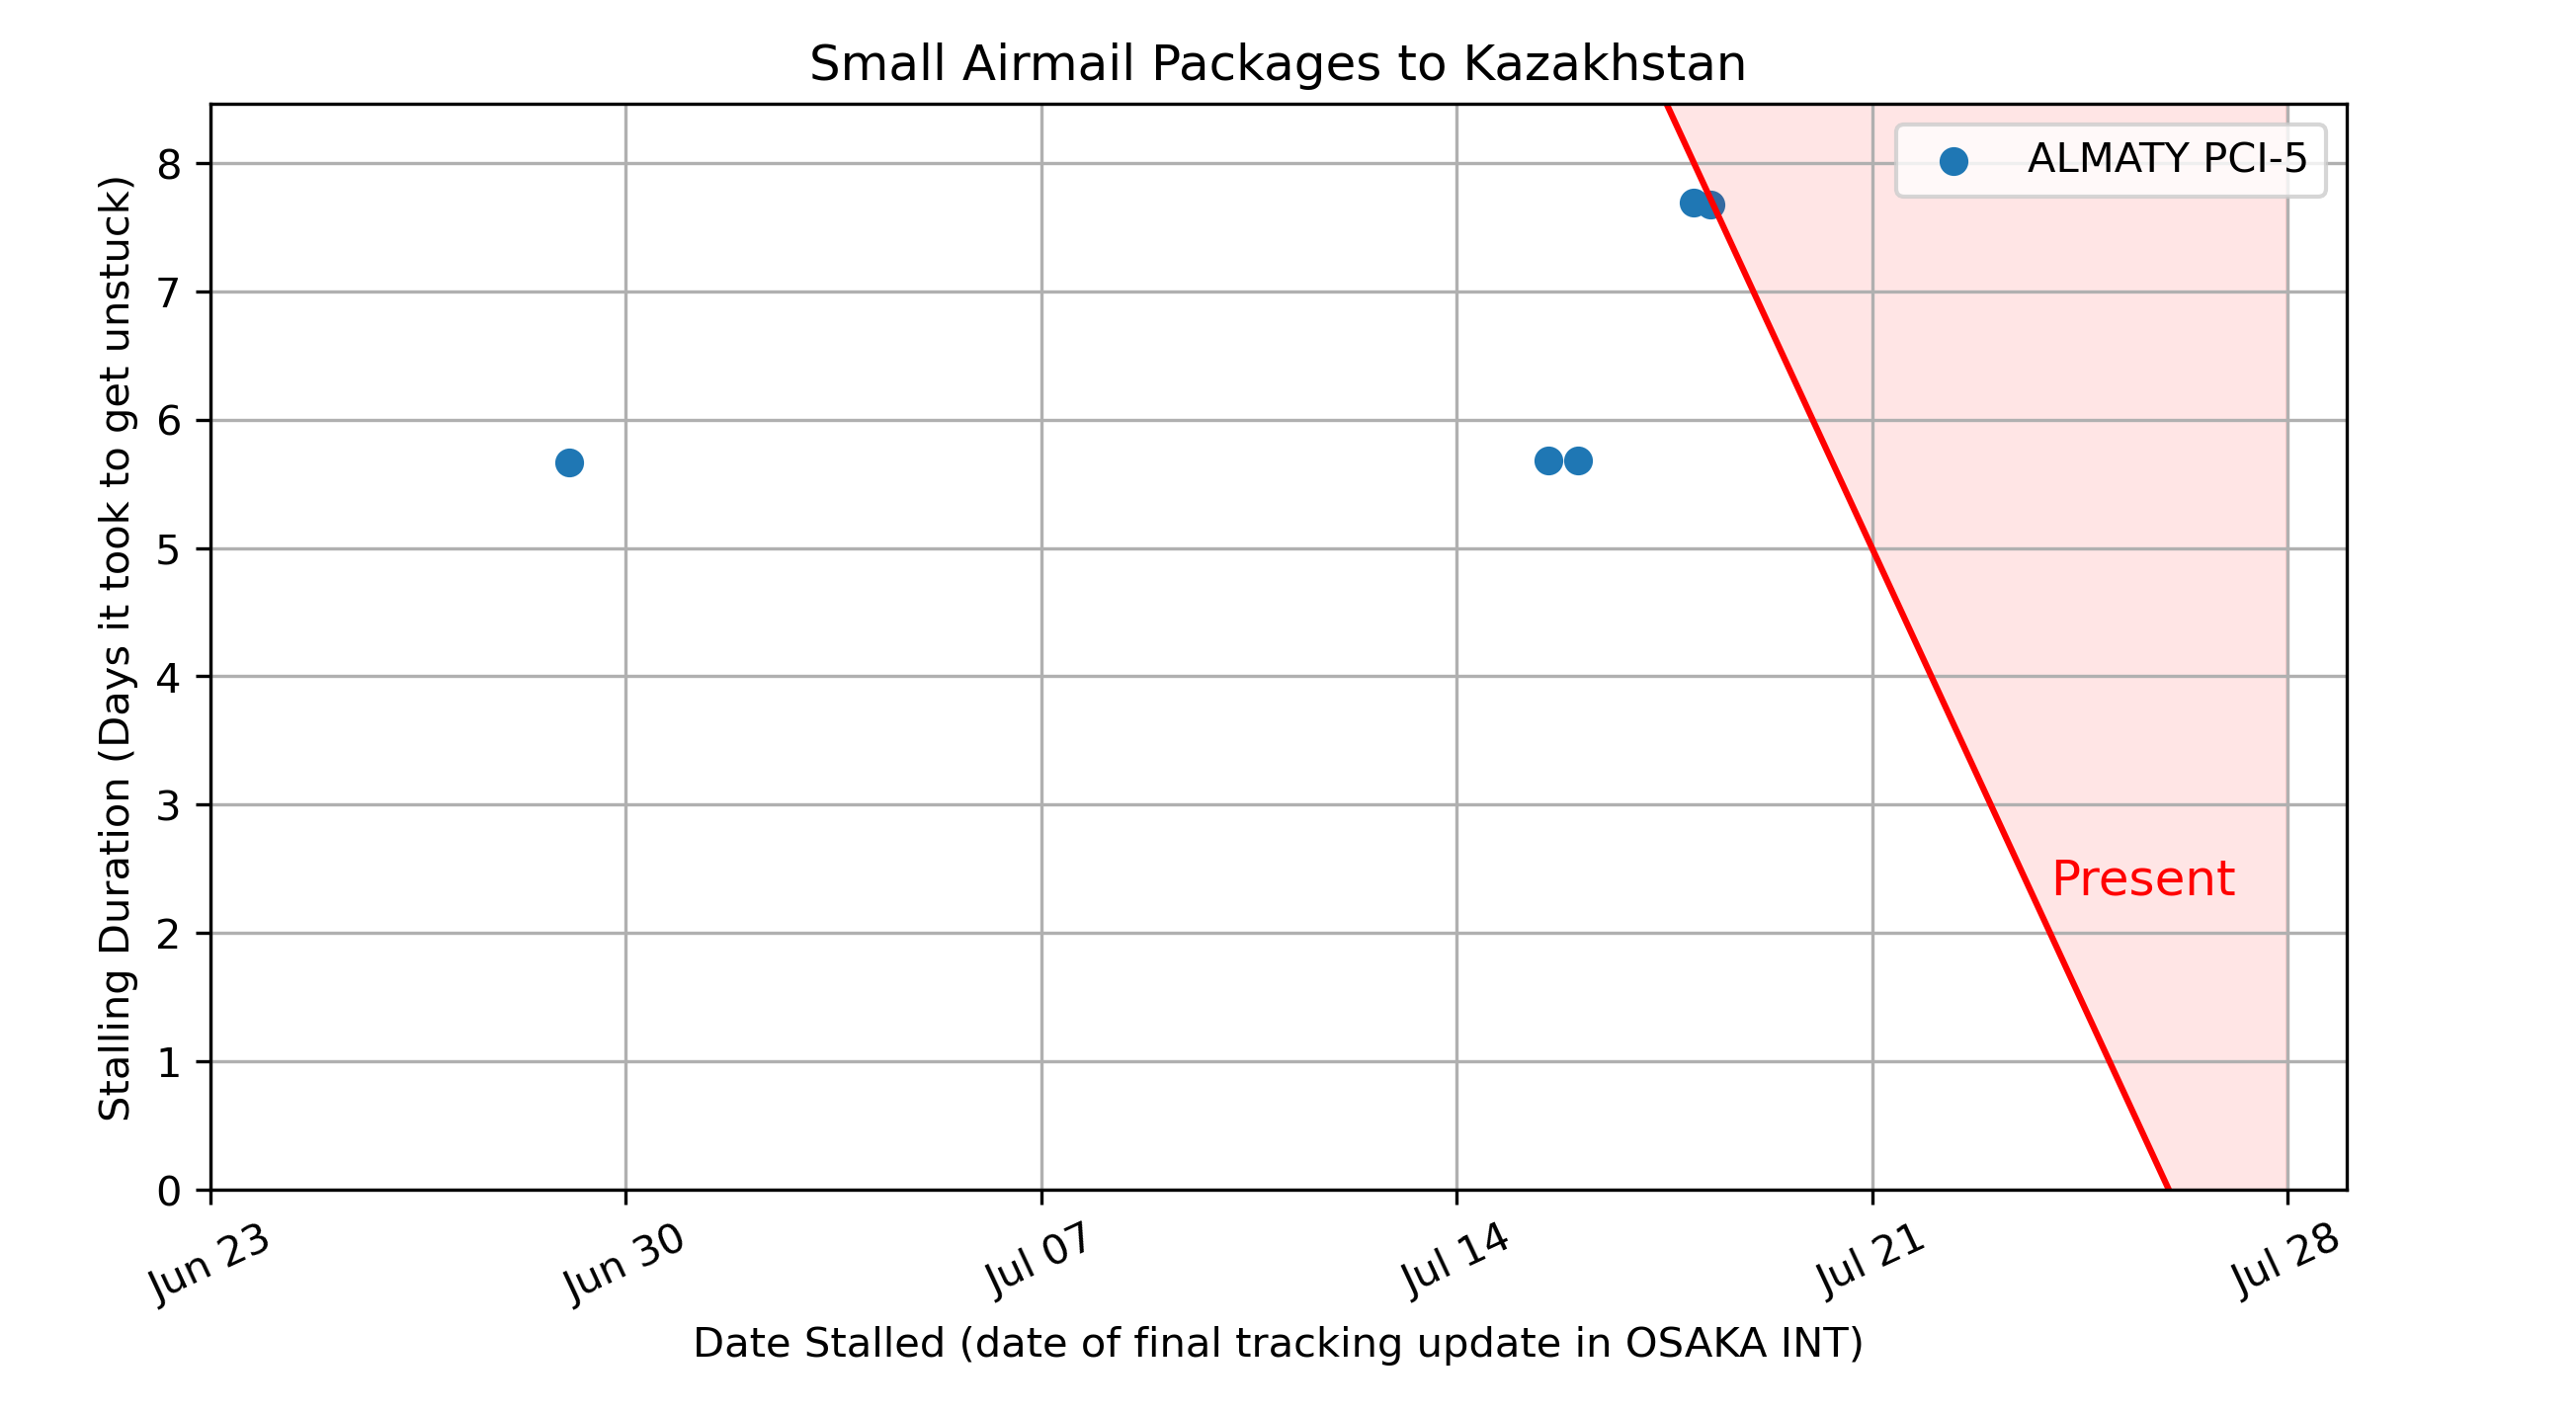 Small Airmail Packages to Kazakhstan
ALMATY PCI-5
Stalling Duration (Days it took to get unstuck)
8
7
6
5
4
3
2
1
0
Present
Jun 23
Jun 30
Jul 07
Jul 14
Jul 21
Jul 28
Date Stalled (date of final tracking update in OSAKA INT)